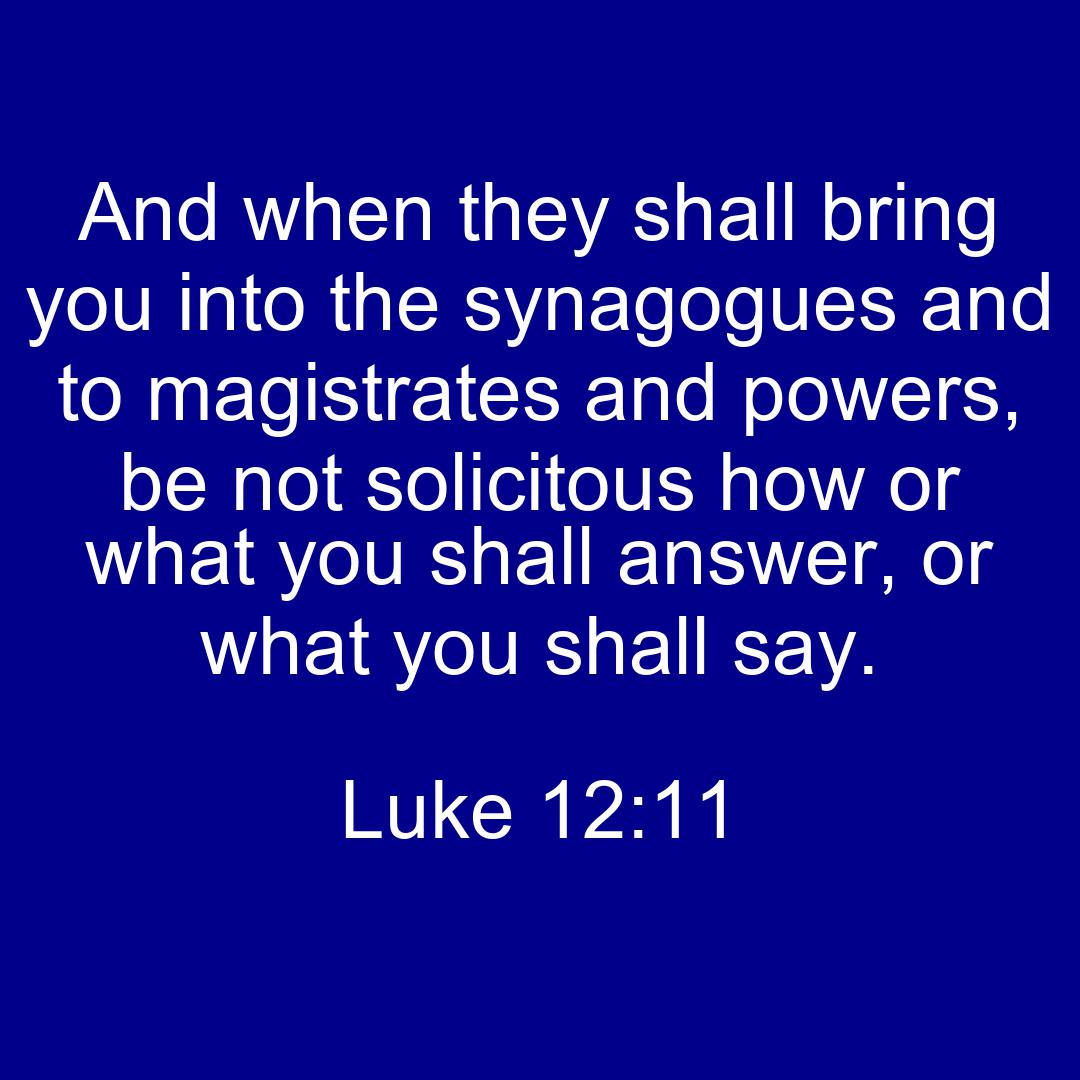 And when they shall bring
you into the synagogues and
to magistrates and powers,
be not solicitous how or
what you shall answer, or
what you shall say.
Luke 12:11